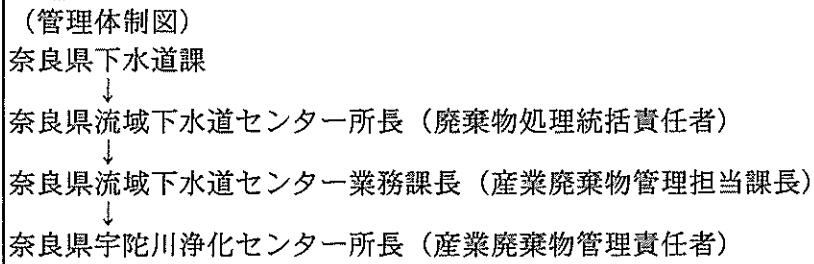 （管理体制図）
奈良県下水道課
↓
奈良県流域下水道センター所長（廃棄物処理統括責任者）
↓
奈良県流域下水道センター業務課長（産業廃棄物管理担当課長）
↓
奈良県宇陀川浄化センター所長（産業廃棄物管理責任者）